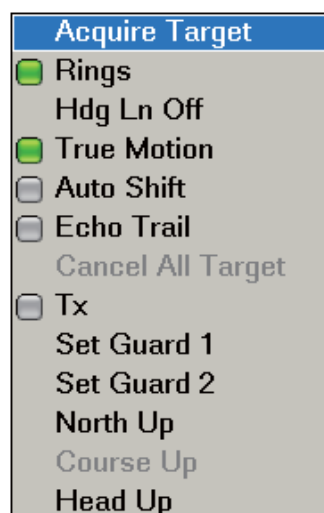 Acquire Target
Rings
Hdg Ln Off
True Motion
Auto Shift
Echo Trail
Cancel All Target
Tx
Set Guard 1
Set Guard 2
North Up
Course Up
Head Up